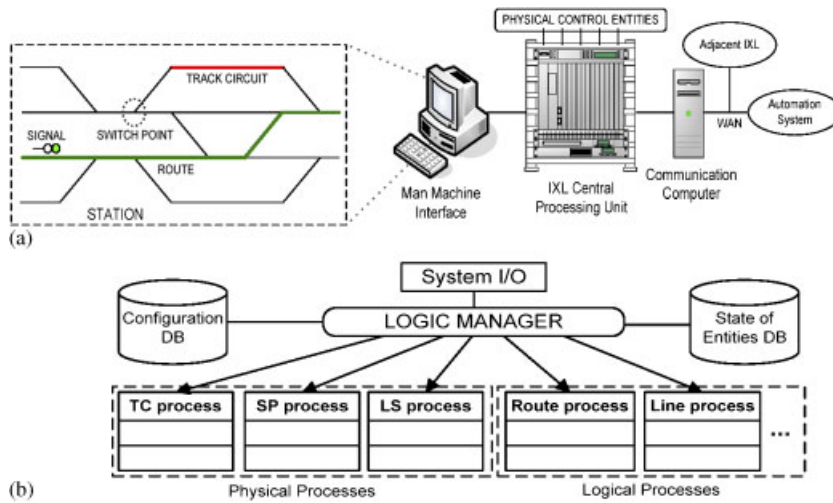 PHYSICAL CONTROL ENTITIES
Adjacent IXL
TRACK CIRCUIT
Automation
System
SIGNAL
SWITCH POINT
WAN
ROUTE
Man Machine
Interface
IXL Central
Processing Unit
Communication
Computer
STATION
(a)
System I/O
Configuration
DB
LOGIC MANAGER
State of
Entities DB
TC process
SP process
LS process
Route process
Line process
...
(b)
Physical Processes
Logical Processes